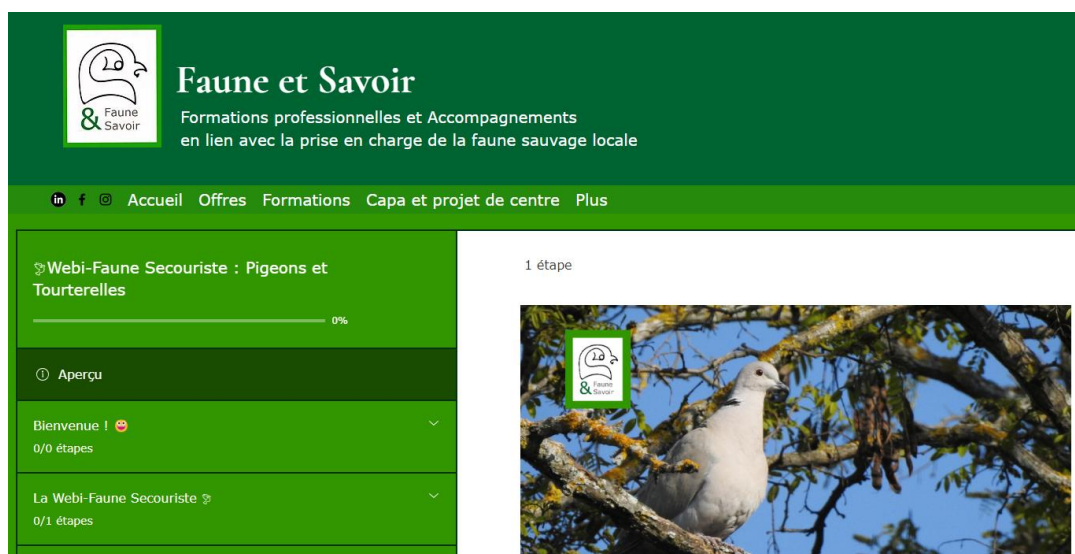 Faune
& Savoir
Faune et Savoir
Formations professionnelles et Accompagnements
en lien avec la prise en charge de la faune sauvage locale
in f Accueil Offres Formations Capa et projet de centre Plus
Webi-Faune Secouriste : Pigeons et
Tourterelles
0%
Aperçu
Bienvenue !
0/0 étapes
La Webi-Faune Secouriste
0/1 étapes
1 étape
Faune
& Savoir